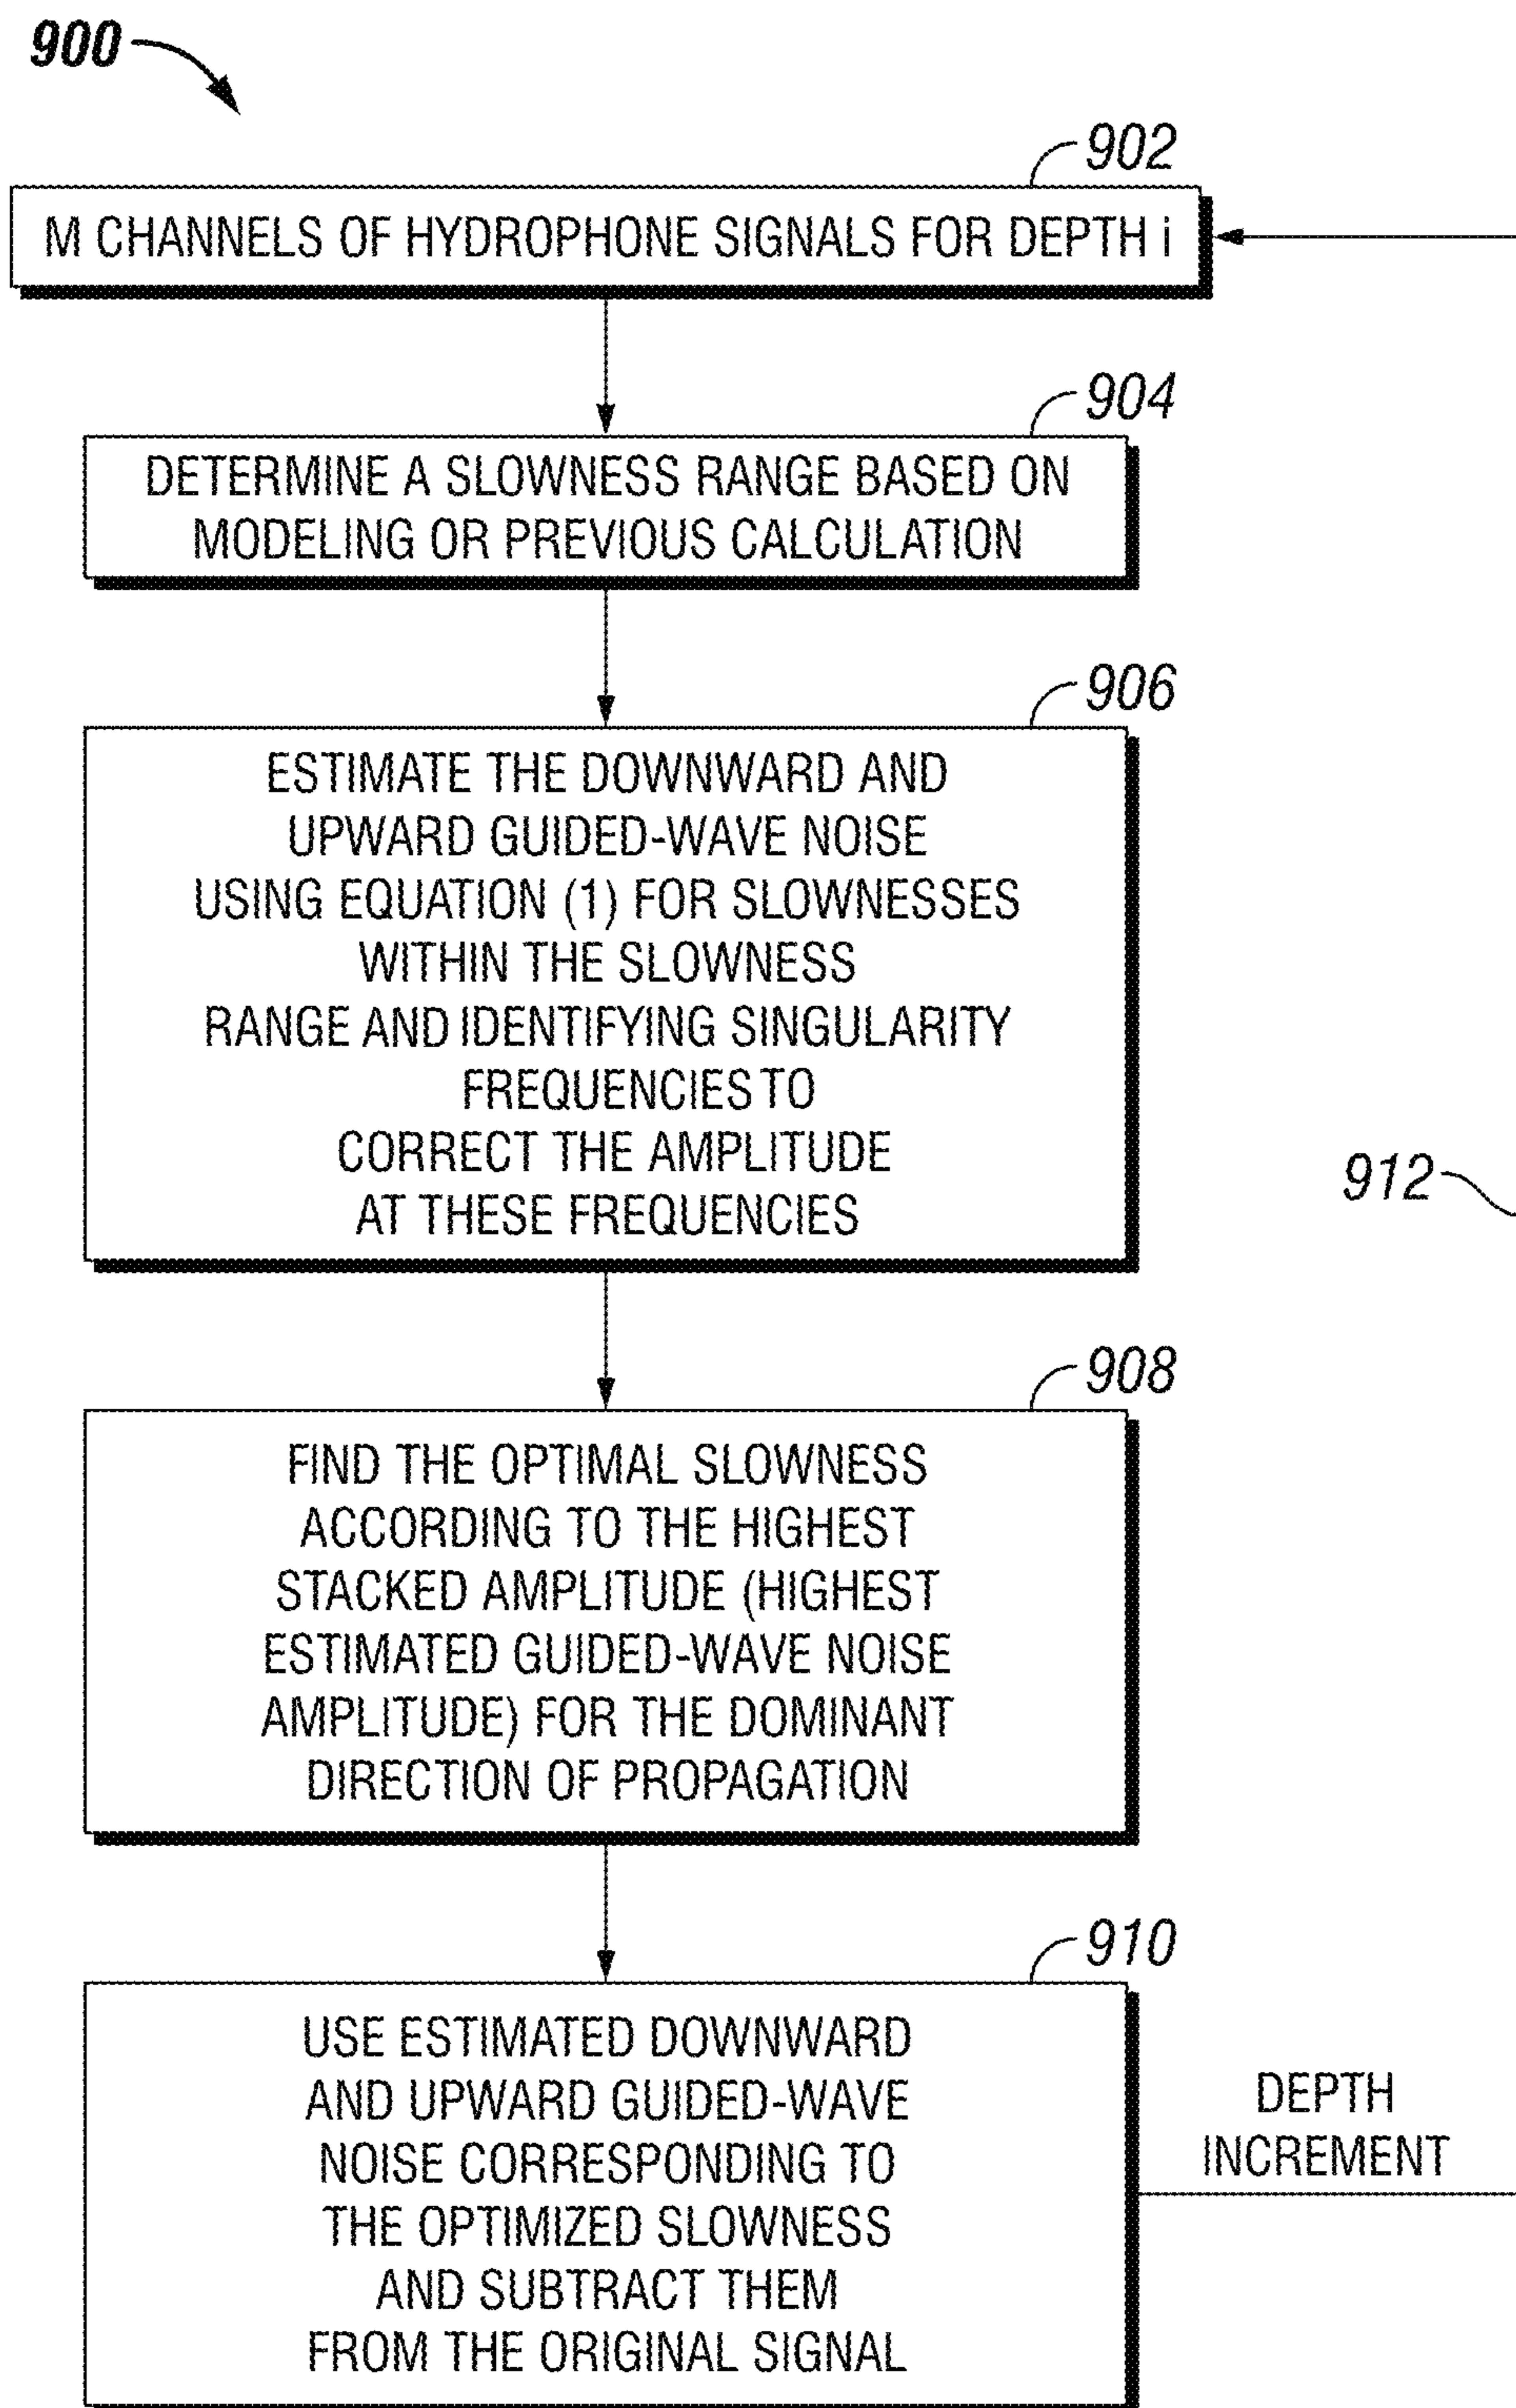 900
902
M CHANNELS OF HYDROPHONE SIGNALS FOR DEPTH i
904
DETERMINE A SLOWNESS RANGE BASED ON
MODELING OR PREVIOUS CALCULATION
906
ESTIMATE THE DOWNWARD AND
UPWARD GUIDED-WAVE NOISE
USING EQUATION (1) FOR SLOWNESSES
WITHIN THE SLOWNESS
RANGE AND IDENTIFYING SINGULARITY
FREQUENCIES TO
CORRECT THE AMPLITUDE
AT THESE FREQUENCIES
912
908
FIND THE OPTIMAL SLOWNESS
ACCORDING TO THE HIGHEST
STACKED AMPLITUDE (HIGHEST
ESTIMATED GUIDED-WAVE NOISE
AMPLITUDE) FOR THE DOMINANT
DIRECTION OF PROPAGATION
910
USE ESTIMATED DOWNWARD
AND UPWARD GUIDED-WAVE
NOISE CORRESPONDING TO
THE OPTIMIZED SLOWNESS
AND SUBTRACT THEM
FROM THE ORIGINAL SIGNAL
DEPTH
INCREMENT